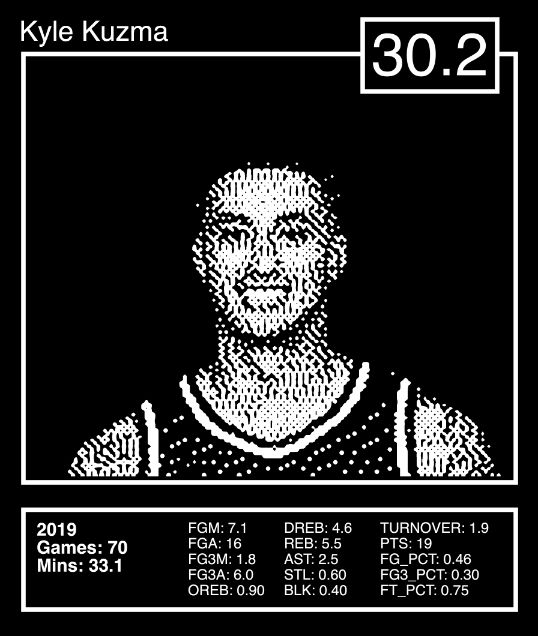 Kyle Kuzma
30.2
2019
Games: 70
Mins: 33.1
FGM: 7.1
FGA: 16
FG3M: 1.8
FG3A: 6.0
OREB: 0.90
DREB: 4.6
REB: 5.5
AST: 2.5
STL: 0.60
BLK: 0.40
TURNOVER: 1.9
PTS: 19
FG_PCT: 0.46
FG3_PCT: 0.30
FT_PCT: 0.75